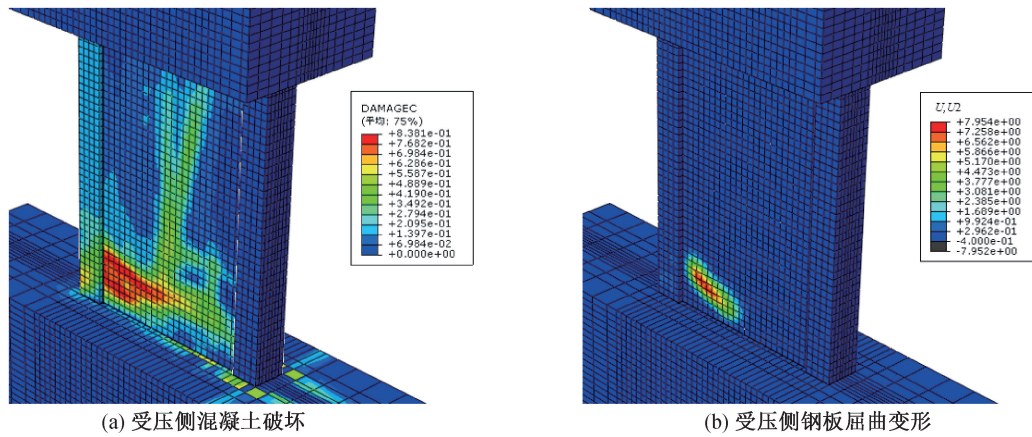 DAMAGEC
(平均: 75%)
+8.381e-01
+7.682e-01
+6.984e-01
+6.286e-01
+5.587e-01
+4.889e-01
+4.190e-01
+3.492e-01
+2.794e-01
+2.095e-01
+1.397e-01
+6.984e-02
+0.000e+00
U,U2
+7.954e+00
+7.258e+00
+6.562e+00
+5.866e+00
+5.170e+00
+4.473e+00
+3.777e+00
+3.081e+00
+2.385e+00
+1.689e+00
+9.924e-01
+2.962e-01
-4.000e-01
-7.952e+00
(a) 受压侧混凝土破坏
(b) 受压侧钢板屈曲变形